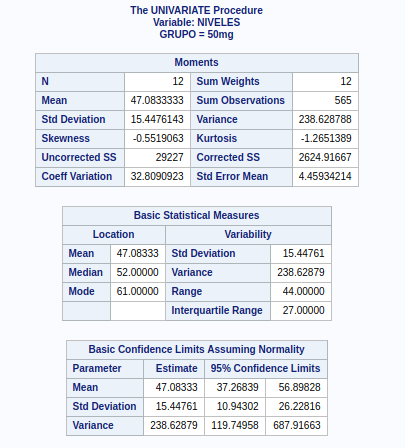 The UNIVARIATE Procedure
Variable: NIVELES
GRUPO = 50mg
Moments
N 12 Sum Weights 12
Mean 47.0833333 Sum Observations 565
Std Deviation 15.4476143 Variance 238.628788
Skewness -0.5519063 Kurtosis -1.2651389
Uncorrected SS 29227 Corrected SS 2624.91667
Coeff Variation 32.8090923 Std Error Mean 4.45934214
Basic Statistical Measures
Location Variability
Mean 47.08333 Std Deviation 15.44761
Median 52.00000 Variance 238.62879
Mode 61.00000 Range 44.00000
Interquartile Range 27.00000
Basic Confidence Limits Assuming Normality
Parameter Estimate 95% Confidence Limits
Mean 47.08333 37.26839 56.89828
Std Deviation 15.44761 10.94302 26.22816
Variance 238.62879 119.74958 687.91663